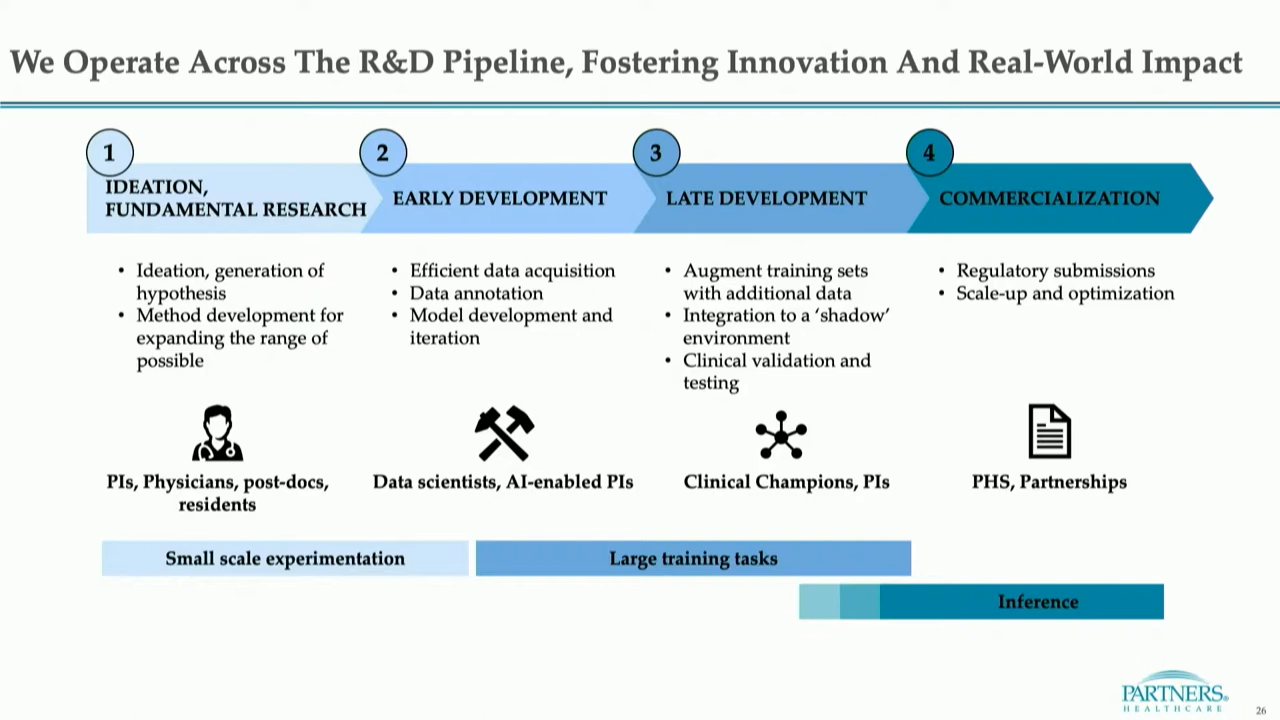 We Operate Across The R&D Pipeline, Fostering Innovation And Real-World Impact
1
2
3
4
IDEATION,
FUNDAMENTAL RESEARCH
EARLY DEVELOPMENT
LATE DEVELOPMENT
COMMERCIALIZATION
• Ideation, generation of
hypothesis
• Method development for
expanding the range of
possible
• Efficient data acquisition
• Data annotation
• Model development and
iteration
• Augment training sets
with additional data
• Integration to a ‘shadow’
environment
• Clinical validation and
testing
• Regulatory submissions
• Scale-up and optimization
PIs, Physicians, post-docs,
residents
Data scientists, AI-enabled PIs
Clinical Champions, PIs
PHS, Partnerships
Small scale experimentation
Large training tasks
Inference
PARTNERS®
HEALTHCARE
26